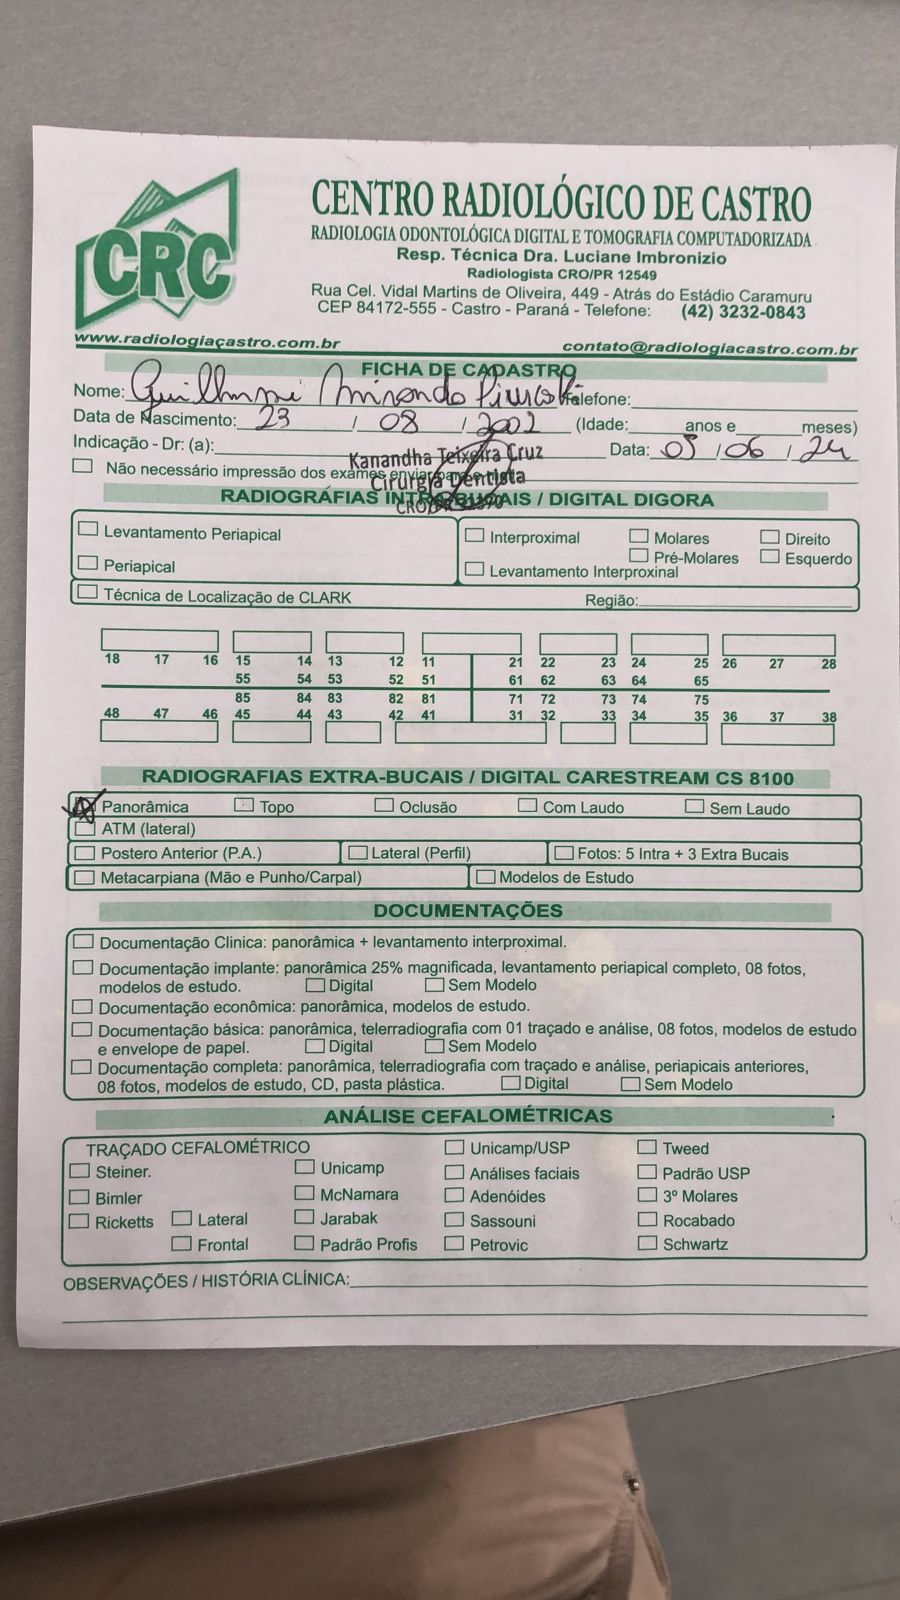 CRC
CENTRO RADIOLÓGICO DE CASTRO
RADIOLOGIA ODONTOLÓGICA DIGITAL E TOMOGRAFIA COMPUTADORIZADA
Resp. Técnica Dra. Luciane Imbronizio
Radiologista CRO/PR 12549
Rua Cel. Vidal Martins de Oliveira, 449 - Atrás do Estádio Caramuru
CEP 84172-555 - Castro - Paraná - Telefone: (42) 3232-0843
www.radiologiacastro.com.br contato@radiologiacastro.com.br
FICHA DE CADASTRO
Nome: Guilherme Miranda Telefone:
Data de Nascimento: 23 / 08 / 2002 (Idade: anos e meses)
Indicação - Dr: (a): Data: 05 / 06 / 24
Kanandha Teixeira Cruz
Não necessário impressão dos exames enviar
Cirurgiã Dentista
RADIOGRAFIAS INTRA-BUCAIS / DIGITAL DIGORA
CRO
Levantamento Periapical Interproximal Molares Direito
Pré-Molares Esquerdo
Periapical Levantamento Interproxinal
Técnica de Localização de CLARK Região:
18 17 16 15 14 13 12 11 21 22 23 24 25 26 27 28
55 54 53 52 51 61 62 63 64 65
85 84 83 82 81 71 72 73 74 75
48 47 46 45 44 43 42 41 31 32 33 34 35 36 37 38
RADIOGRAFIAS EXTRA-BUCAIS / DIGITAL CARESTREAM CS 8100
Panorâmica Topo Oclusão Com Laudo Sem Laudo
ATM (lateral)
Postero Anterior (P.A.) Lateral (Perfil) Fotos: 5 Intra + 3 Extra Bucais
Metacarpiana (Mão e Punho/Carpal) Modelos de Estudo
DOCUMENTAÇÕES
Documentação Clinica: panorâmica + levantamento interproximal.
Documentação implante: panorâmica 25% magnificada, levantamento periapical completo, 08 fotos,
modelos de estudo. Digital Sem Modelo
Documentação econômica: panorâmica, modelos de estudo.
Documentação básica: panorâmica, telerradiografia com 01 traçado e análise, 08 fotos, modelos de estudo
e envelope de papel. Digital Sem Modelo
Documentação completa: panorâmica, telerradiografia com traçado e análise, periapicais anteriores,
08 fotos, modelos de estudo, CD, pasta plástica. Digital Sem Modelo
ANÁLISE CEFALOMÉTRICAS
TRAÇADO CEFALOMÉTRICO Unicamp/USP Tweed
Steiner. Unicamp Análises faciais Padrão USP
Bimler McNamara Adenóides 3º Molares
Ricketts Lateral Jarabak Sassouni Rocabado
Frontal Padrão Profis Petrovic Schwartz
OBSERVAÇÕES / HISTÓRIA CLÍNICA: